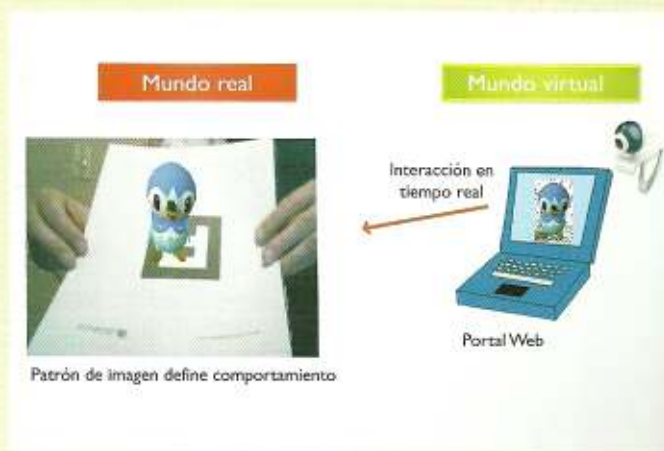 Mundo real
Mundo virtual
Interacción en
tiempo real
Portal Web
Patrón de imagen define comportamiento